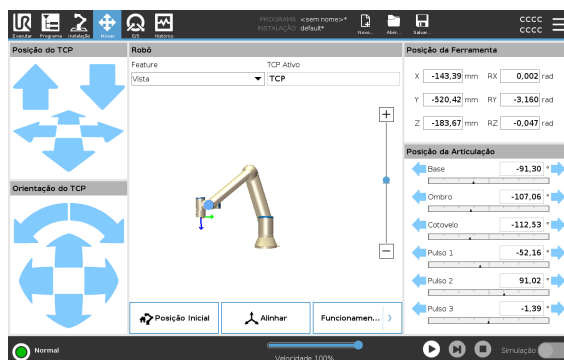 UR
PROGRAMA <sem nome>*
INSTALAÇÃO default*
CCCC
CCCC
Executar Programa Instalação Mover E/S Histórico Novo... Abrir... Salvar...
Posição do TCP
Robô
Posição da Ferramenta
Feature TCP Ativo
Vista TCP
X -143,39 mm RX 0,002 rad
Y -520,42 mm RY -3,160 rad
Z -183,67 mm RZ -0,047 rad
Posição da Articulação
Base -91,30 °
Orientação do TCP
Ombro -107,06 °
Cotovelo -112,53 °
Pulso 1 -52,16 °
Pulso 2 91,02 °
Pulso 3 -1,39 °
Posição Inicial Alinhar Funcionamen...
Normal
Velocidade 100%
Simulação